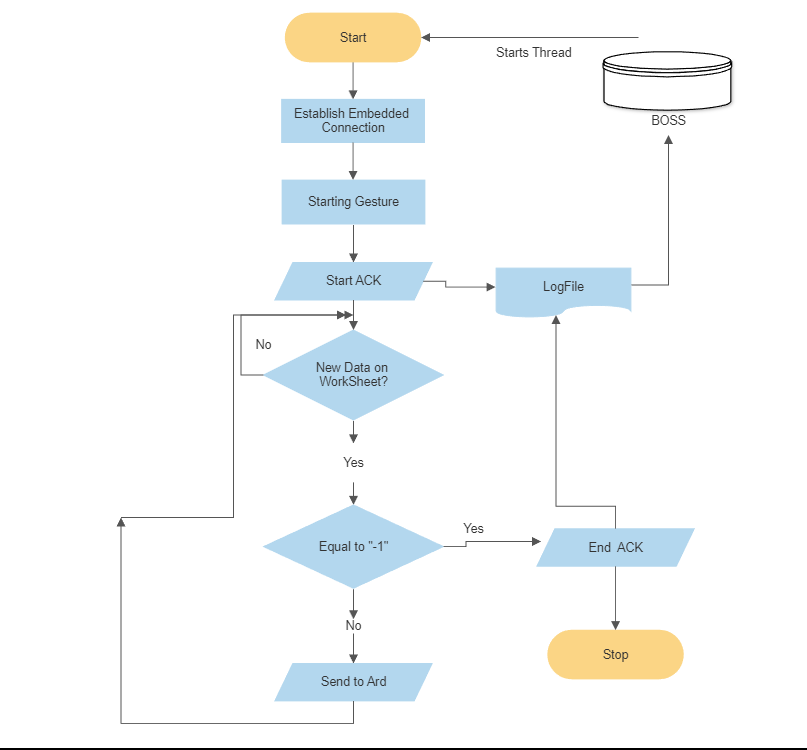 Start
Starts Thread
BOSS
Establish Embedded
Connection
Starting Gesture
Start ACK
LogFile
No
New Data on
WorkSheet?
Yes
Equal to "-1"
Yes
End ACK
No
Stop
Send to Ard